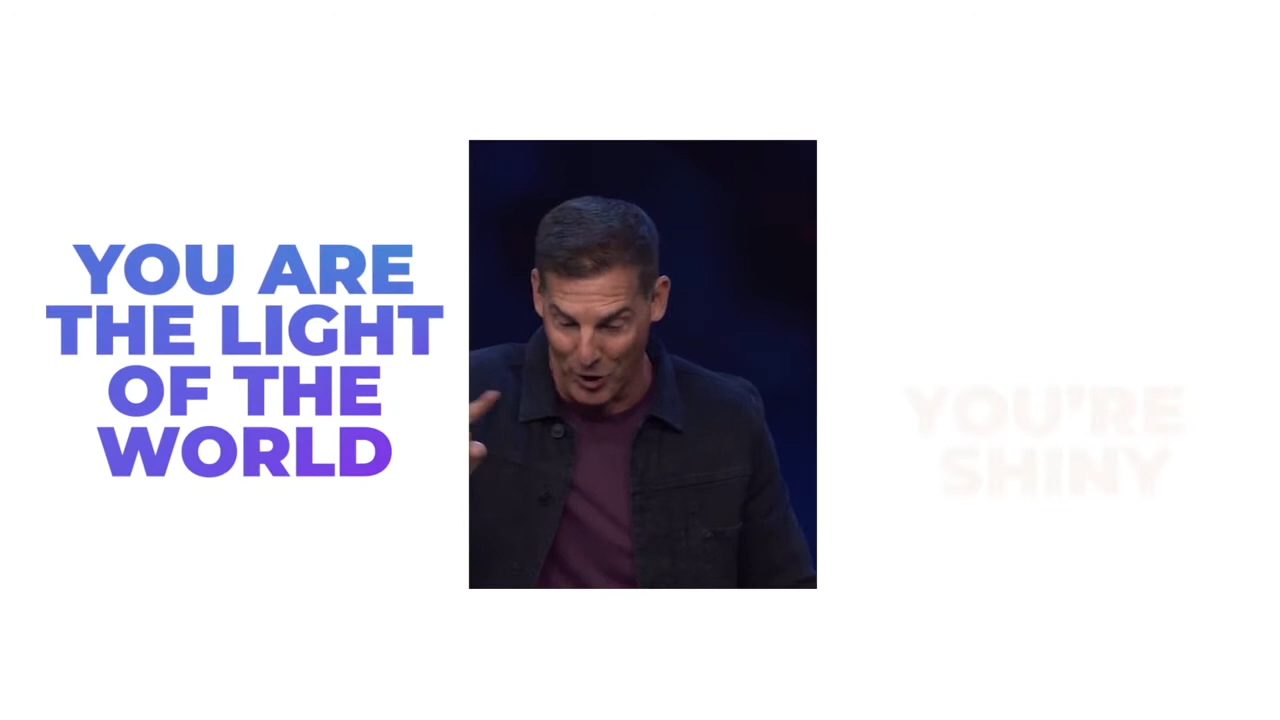 YOU ARE
THE LIGHT
OF THE
WORLD
YOU'RE
SHINY